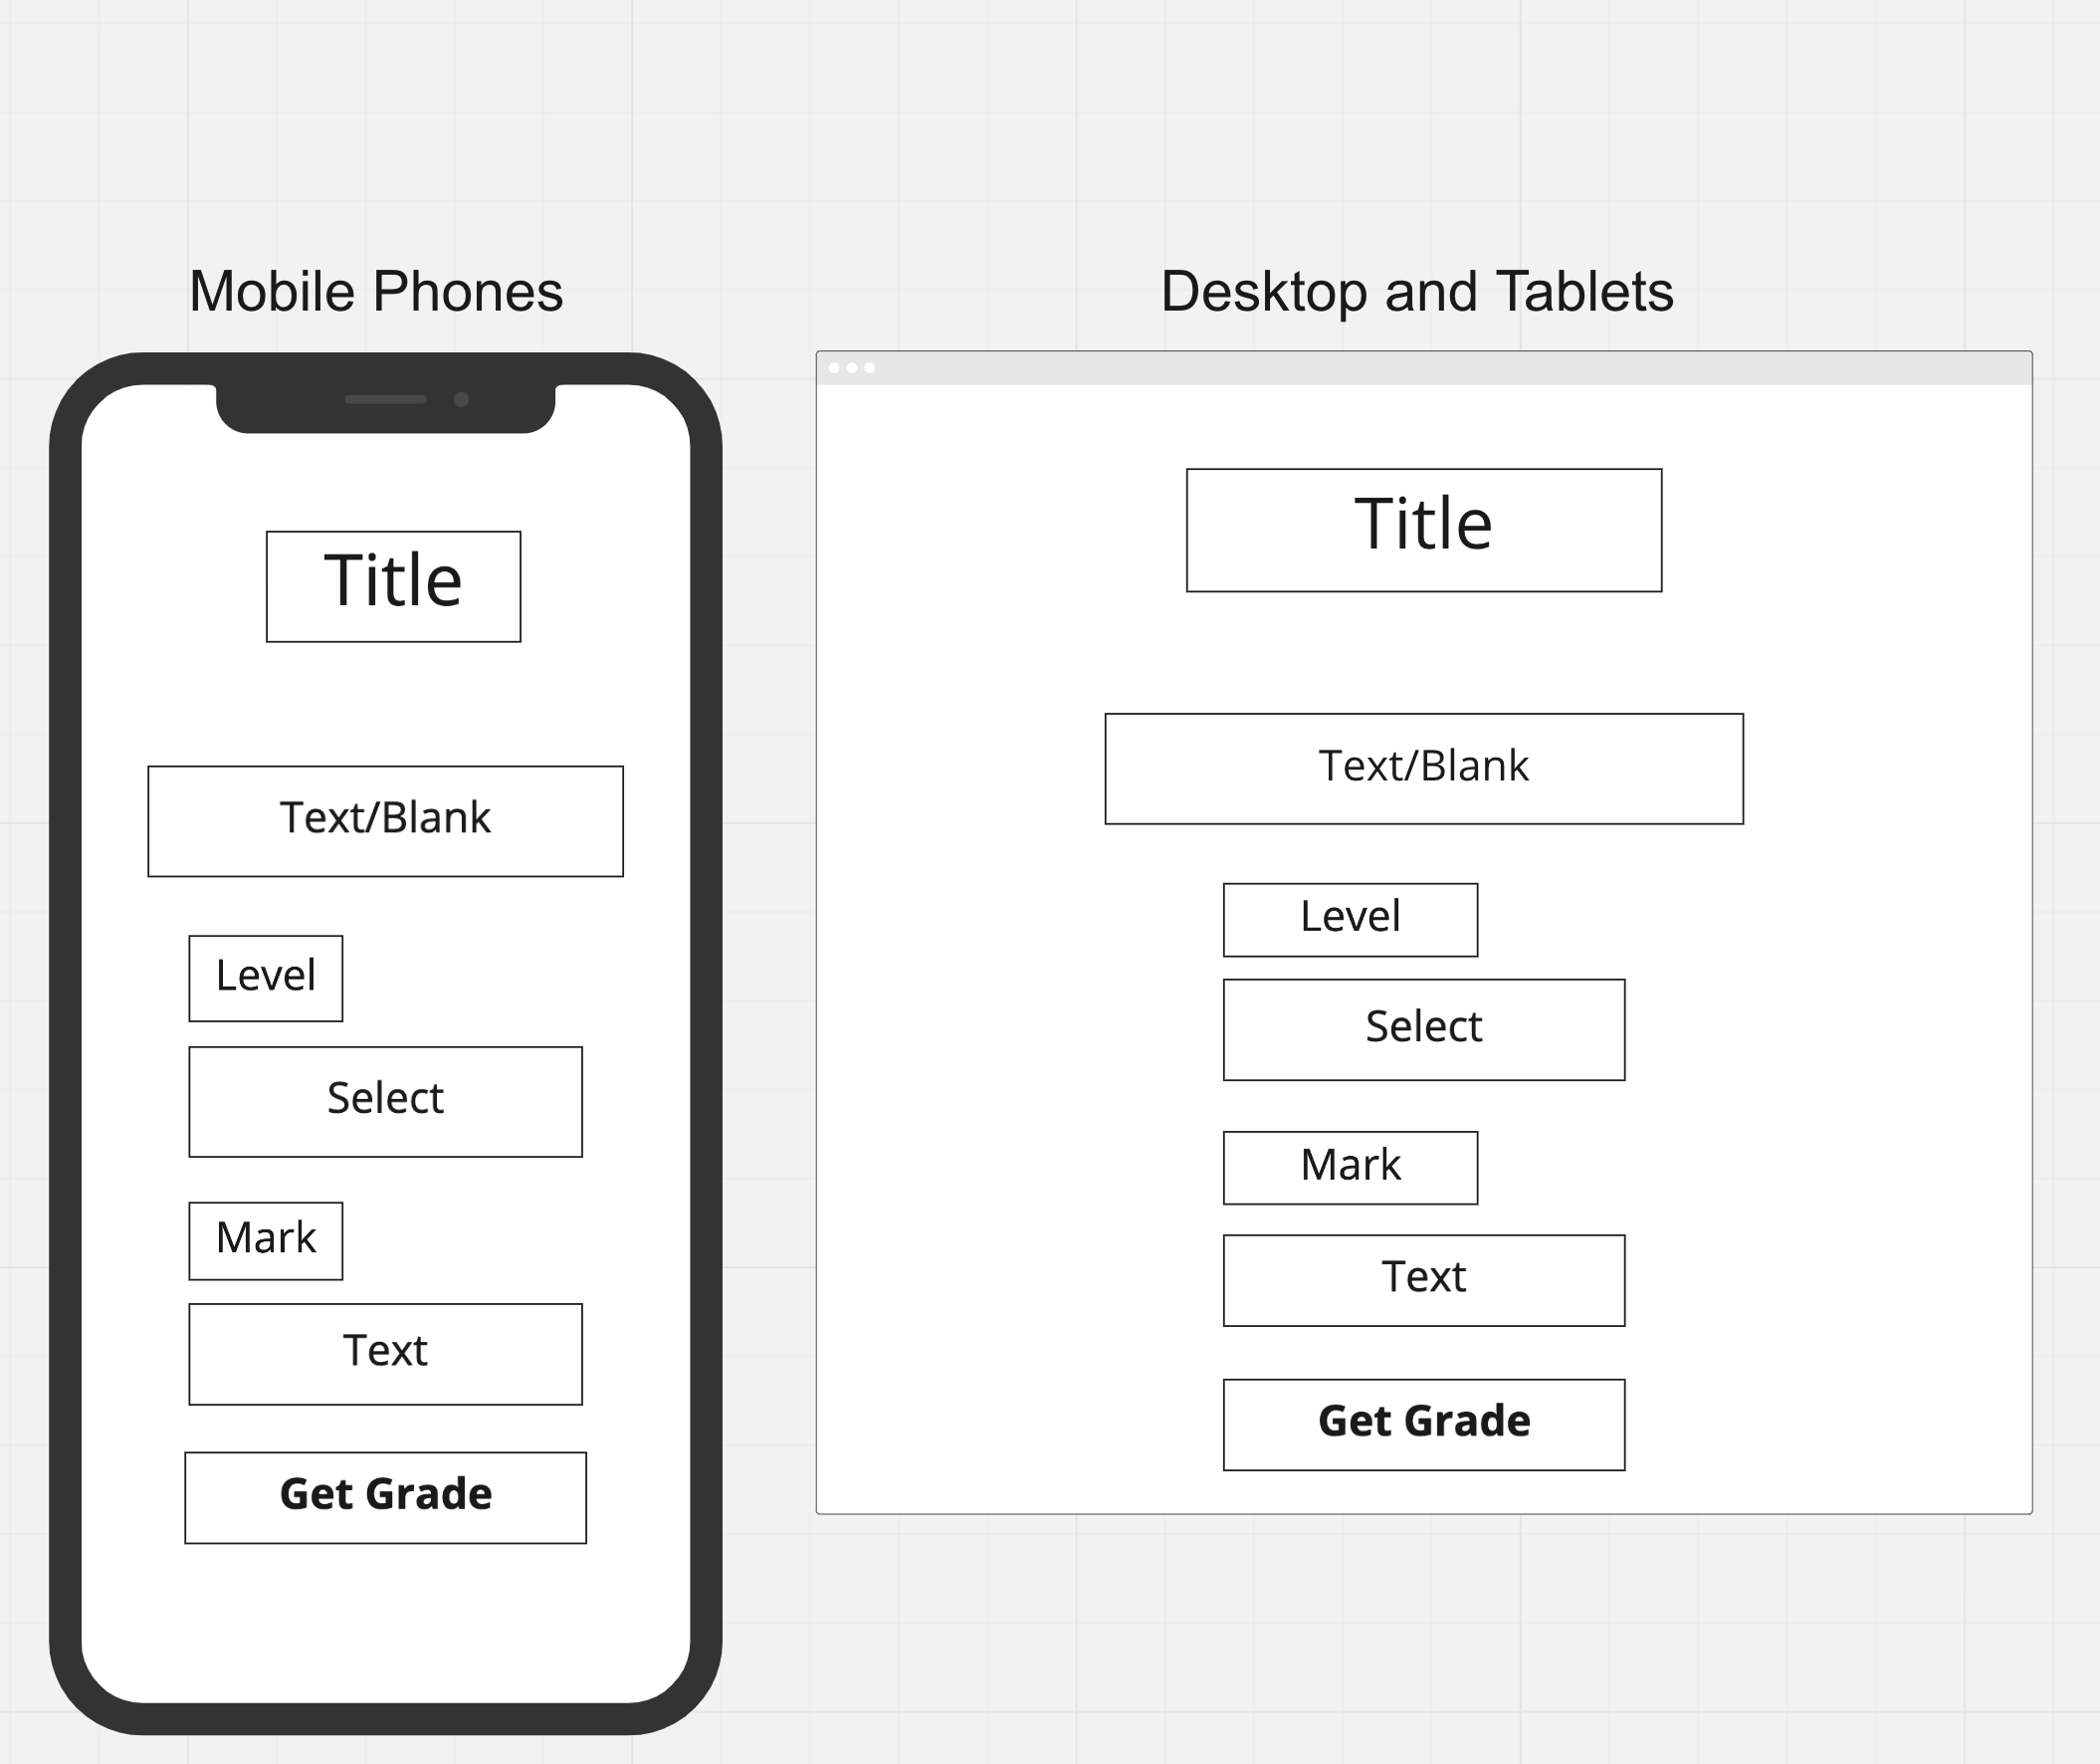 Mobile Phones
Title
Text/Blank
Level
Select
Mark
Text
Get Grade
Desktop and Tablets
Title
Text/Blank
Level
Select
Mark
Text
Get Grade